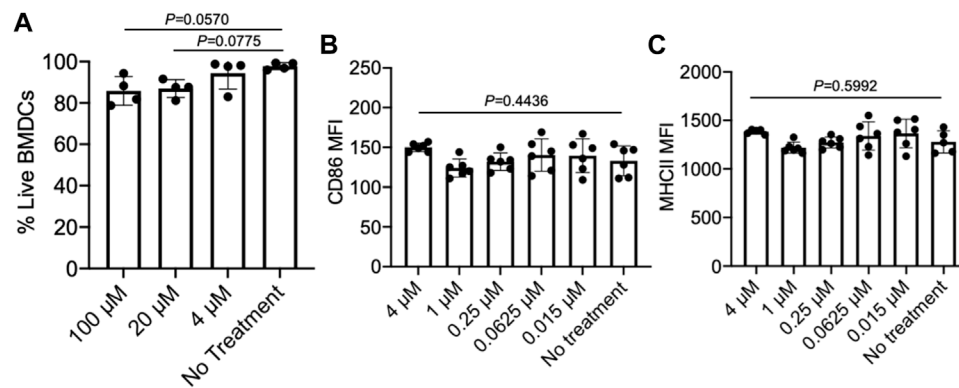 A
P=0.0570
P=0.0775
% Live BMDCs
100
80
60
40
20
0
100 µM
20 µM
4 µM
No Treatment
B
P=0.4436
CD86 MFI
250
200
150
100
50
0
4 µM
1 µM
0.25 µM
0.0625 µM
0.015 µM
No treatment
C
P=0.5992
MHCII MFI
2000
1500
1000
500
0
4 µM
1 µM
0.25 µM
0.0625 µM
0.015 µM
No treatment